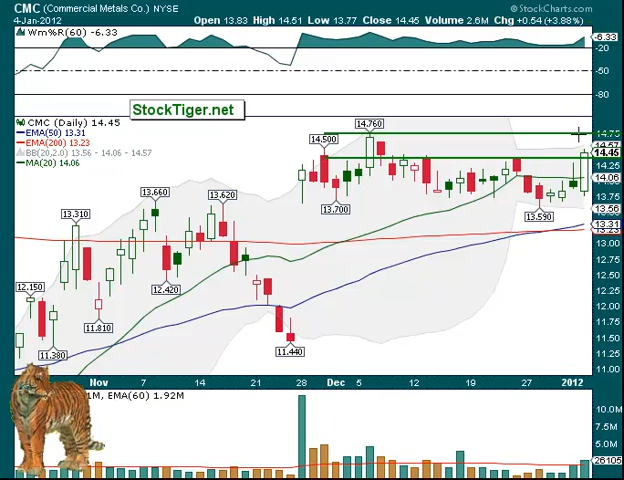 CMC (Commercial Metals Co.) NYSE © StockCharts.com
4-Jan-2012 Open 13.83 High 14.51 Low 13.77 Close 14.45 Volume 2.6M Chg +0.54 (+3.88%)
Wm%R(60) -6.33
-6.33
-20
-50
-80
StockTiger.net
CMC (Daily) 14.45
EMA(50) 13.31
EMA(200) 13.23
BB(20,2.0) 13.56 - 14.06 - 14.57
MA(20) 14.06
14.760
14.75
14.500
14.57
14.45
14.25
14.06
13.700
13.660
13.620
13.590
13.75
13.56
13.310
13.31
13.23
13.00
12.75
12.50
12.420
12.25
12.150
12.00
11.810
11.75
11.50
11.440
11.380
11.25
11.00
Nov 7 14 21 28 Dec 6 12 19 27 2012
1M, EMA(60) 1.92M
10.0M
7.5M
5.0M
26105